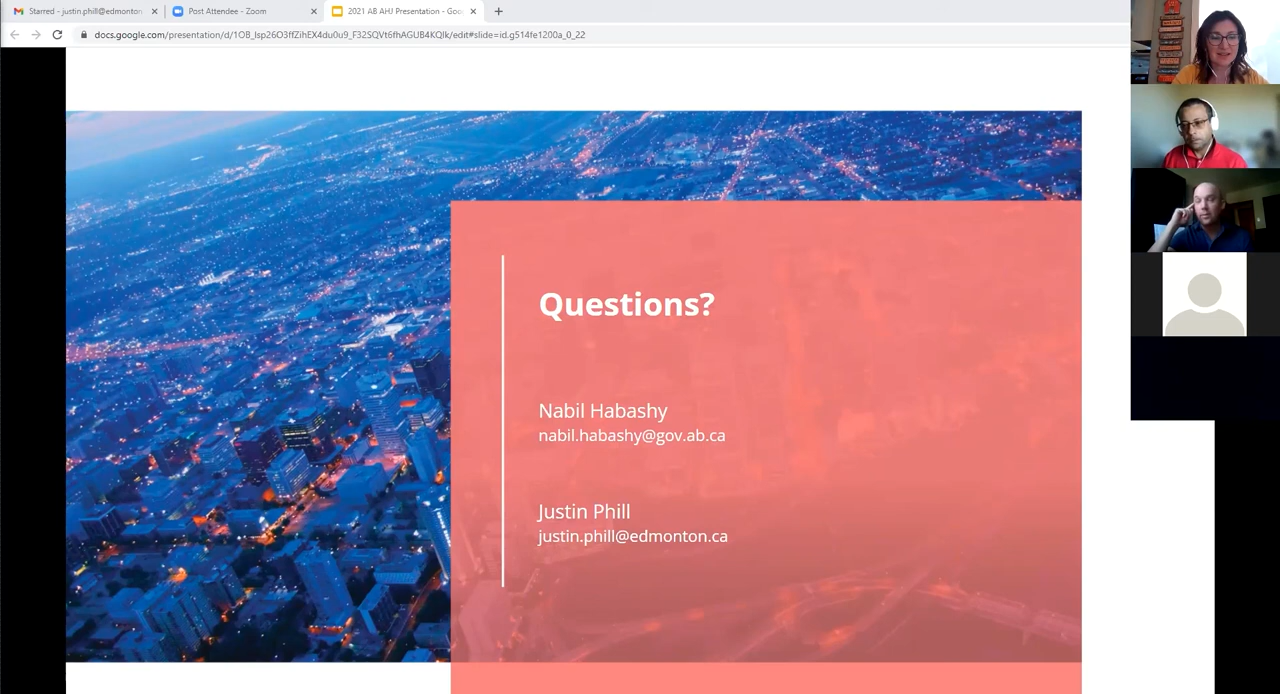 Starred - justin.phill@edmonton
Post Attendee - Zoom
2021 AB AHJ Presentation - Goo
docs.google.com/presentation/d/1OB_lsp26O3ffZihEX4du0u9_F32SQVt6fhAGUB4KQlk/edit#slide=id.g514fe1200a_0_22
Questions?
Nabil Habashy
nabil.habashy@gov.ab.ca
Justin Phill
justin.phill@edmonton.ca